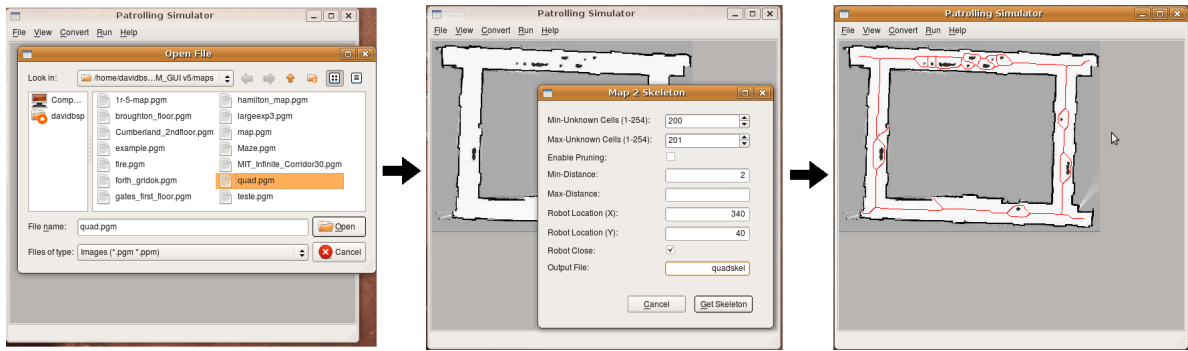 Patrolling Simulator
File View Convert Run Help
Open File
Look in: /home/davidbs...M_GUI v5/maps
Comp...
davidbsp
1r-5-map.pgm
broughton_floor.pgm
Cumberland_2ndfloor.pgm
example.pgm
fire.pgm
forth_gridok.pgm
gates_first_floor.pgm
hamilton_map.pgm
largeexp3.pgm
map.pgm
Maze.pgm
MIT_Infinite_Corridor30.pgm
quad.pgm
teste.pgm
File name: quad.pgm Open
Files of type: Images (*.pgm *.ppm) Cancel
Patrolling Simulator
File View Convert Run Help
Map 2 Skeleton
Min-Unknown Cells (1-254): 200
Max-Unknown Cells (1-254): 201
Enable Pruning:
Min-Distance: 2
Max-Distance:
Robot Location (X): 340
Robot Location (Y): 40
Robot Close:
Output File: quadskel
Cancel Get Skeleton
Patrolling Simulator
File View Convert Run Help